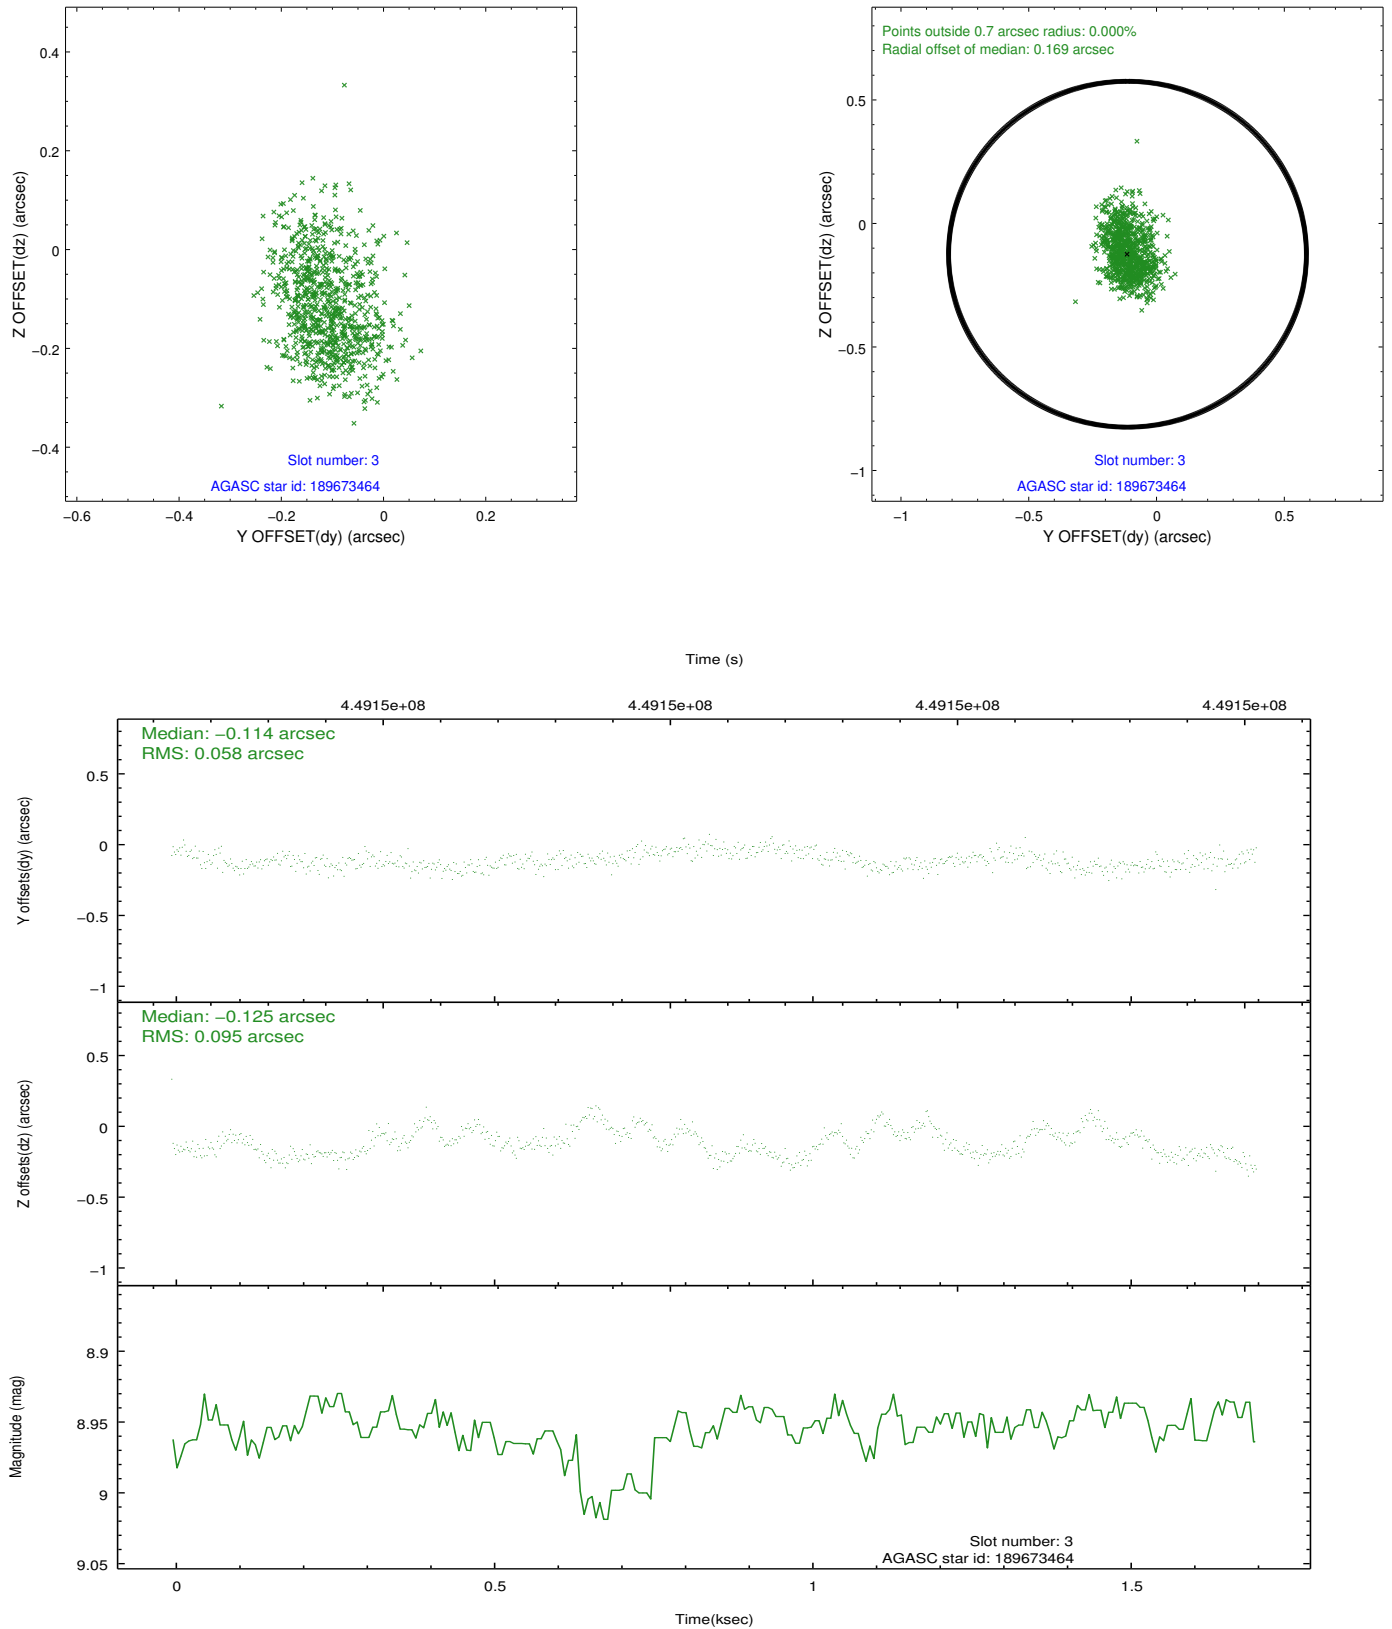 0.4
0.2
0
−0.2
−0.4
Z OFFSET(dz) (arcsec)
Slot number: 3
AGASC star id: 189673464
−0.6 −0.4 −0.2 0 0.2
Y OFFSET(dy) (arcsec)
Points outside 0.7 arcsec radius: 0.000%
Radial offset of median: 0.169 arcsec
0.5
0
−0.5
−1
Z OFFSET(dz) (arcsec)
Slot number: 3
AGASC star id: 189673464
−1 −0.5 0 0.5
Y OFFSET(dy) (arcsec)
Time (s)
4.4915e+08 4.4915e+08 4.4915e+08 4.4915e+08
Median: −0.114 arcsec
RMS: 0.058 arcsec
0.5
0
−0.5
−1
Y offsets(dy) (arcsec)
Median: −0.125 arcsec
RMS: 0.095 arcsec
0.5
0
−0.5
−1
Z offsets(dz) (arcsec)
8.9
8.95
9
9.05
Magnitude (mag)
Slot number: 3
AGASC star id: 189673464
0 0.5 1 1.5
Time(ksec)